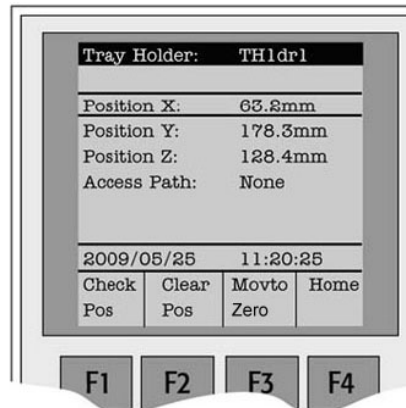 Tray Holder: TH1dr1
Position X: 63.2mm
Position Y: 178.3mm
Position Z: 128.4mm
Access Path: None
2009/05/25 11:20:25
Check Clear Movto Home
Pos Pos Zero
F1 F2 F3 F4